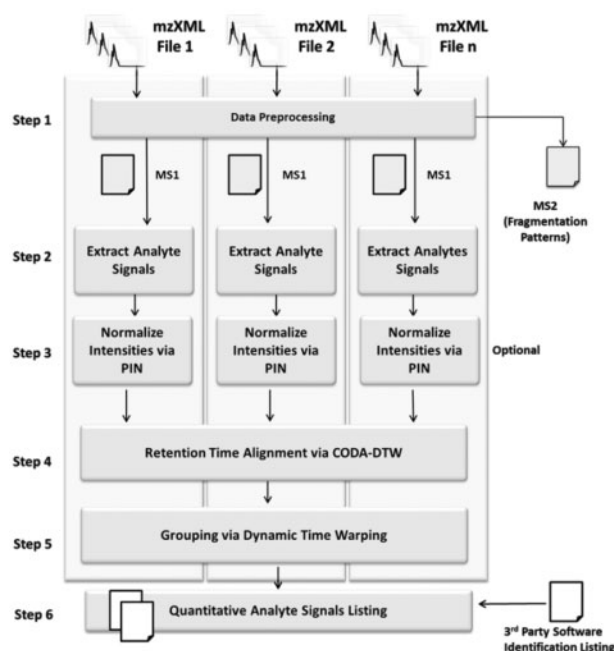 mzXML
File 1
mzXML
File 2
mzXML
File n
Step 1
Data Preprocessing
MS1
MS1
MS1
MS2
(Fragmentation
Patterns)
Step 2
Extract Analyte
Signals
Extract Analyte
Signals
Extract Analytes
Signals
Step 3
Normalize
Intensities via
PIN
Normalize
Intensities via
PIN
Normalize
Intensities via
PIN
Optional
Step 4
Retention Time Alignment via CODA-DTW
Step 5
Grouping via Dynamic Time Warping
Step 6
Quantitative Analyte Signals Listing
3rd Party Software
Identification Listing